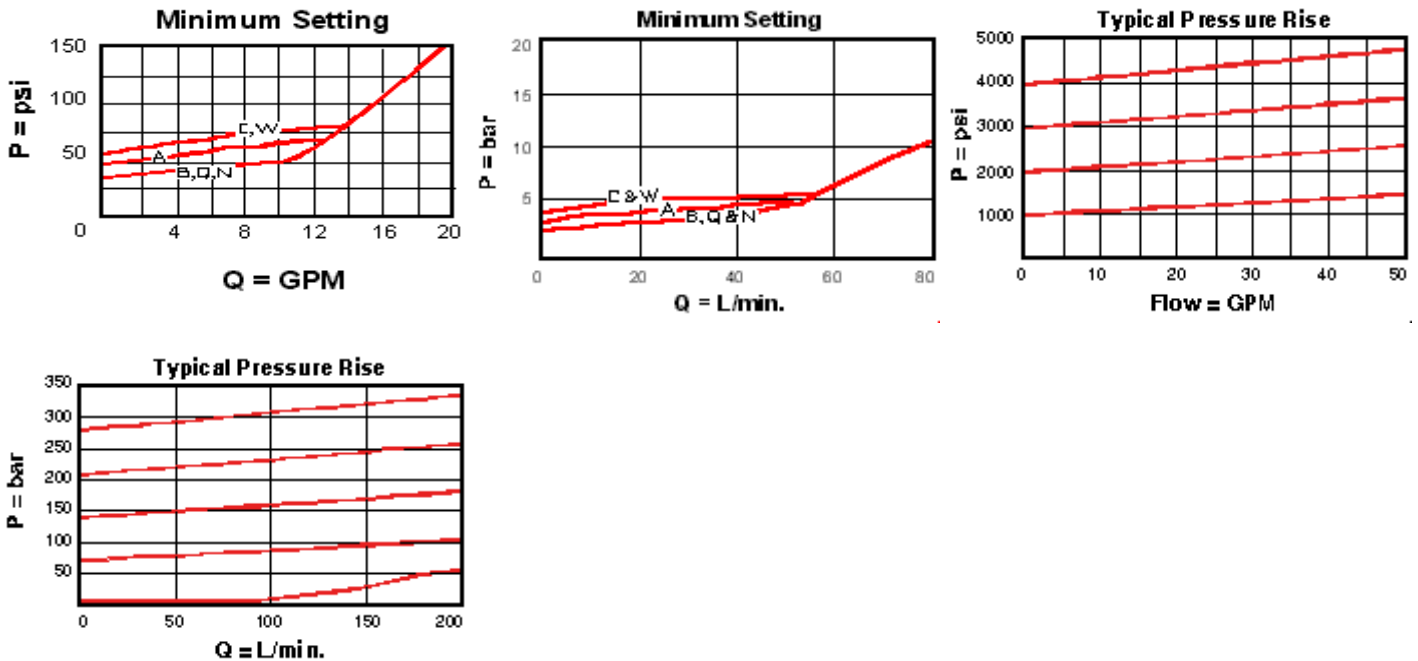 Minimum Setting
P = psi
150
100
50
0
C,W
A
B,Q,N
4 8 12 16 20
Q = GPM
Minimum Setting
P = bar
20
15
10
5
C & W
A
B, Q & N
0 20 40 60 80
Q = L/min.
Typical Pressure Rise
P = psi
5000
4000
3000
2000
1000
0 10 20 30 40 50
Flow = GPM
Typical Pressure Rise
P = bar
350
300
250
200
150
100
50
0 50 100 150 200
Q = L/min.